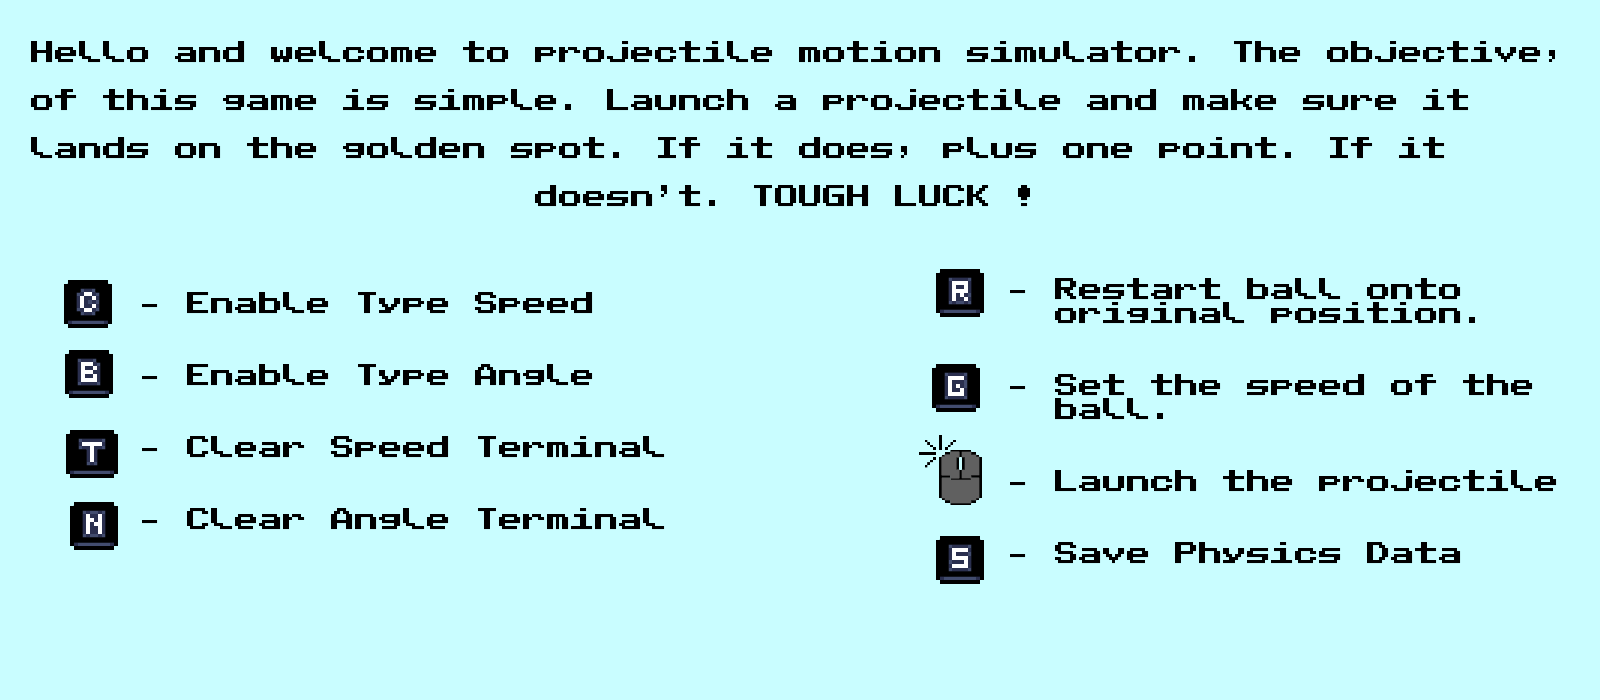 Hello and welcome to projectile motion simulator. The objective,
of this game is simple. Launch a projectile and make sure it
lands on the golden spot. If it does, plus one point. If it
doesn't. TOUGH LUCK !
C - Enable Type Speed
B - Enable Type Angle
T - Clear Speed Terminal
N - Clear Angle Terminal
R - Restart ball onto
original position.
G - Set the speed of the
ball.
- Launch the projectile
S - Save Physics Data